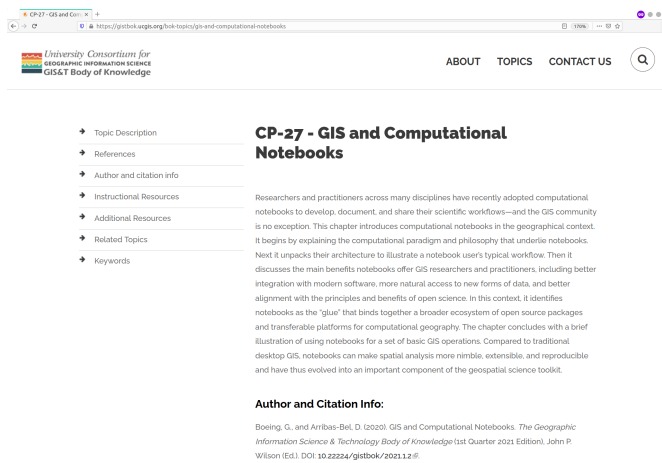 CP-27 - GIS and Com
https://gistbok.ucgis.org/bok-topics/gis-and-computational-notebooks
170%
University Consortium for
GEOGRAPHIC INFORMATION SCIENCE
GIS&T Body of Knowledge
ABOUT TOPICS CONTACT US
Topic Description
References
Author and citation info
Instructional Resources
Additional Resources
Related Topics
Keywords
CP-27 - GIS and Computational
Notebooks
Researchers and practitioners across many disciplines have recently adopted computational
notebooks to develop, document, and share their scientific workflows—and the GIS community
is no exception. This chapter introduces computational notebooks in the geographical context.
It begins by explaining the computational paradigm and philosophy that underlie notebooks.
Next it unpacks their architecture to illustrate a notebook user's typical workflow. Then it
discusses the main benefits notebooks offer GIS researchers and practitioners, including better
integration with modern software, more natural access to new forms of data, and better
alignment with the principles and benefits of open science. In this context, it identifies
notebooks as the “glue” that binds together a broader ecosystem of open source packages
and transferable platforms for computational geography. The chapter concludes with a brief
illustration of using notebooks for a set of basic GIS operations. Compared to traditional
desktop GIS, notebooks can make spatial analysis more nimble, extensible, and reproducible
and have thus evolved into an important component of the geospatial science toolkit.
Author and Citation Info:
Boeing, G., and Arribas-Bel, D. (2020). GIS and Computational Notebooks. The Geographic
Information Science & Technology Body of Knowledge (1st Quarter 2021 Edition), John P.
Wilson (Ed.). DOI: 10.22224/gistbok/2021.1.2